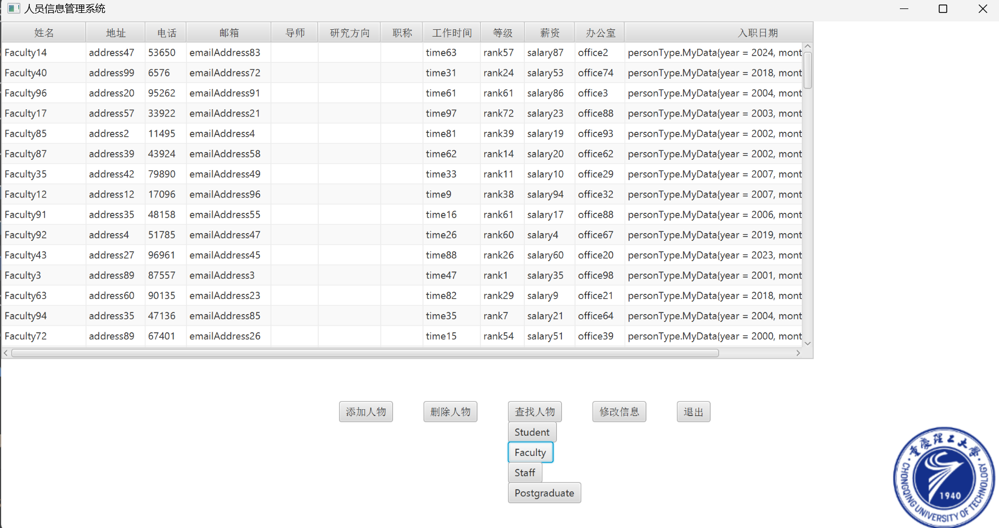 人员信息管理系统
姓名 地址 电话 邮箱 导师 研究方向 职称 工作时间 等级 薪资 办公室 入职日期
Faculty14 address47 53650 emailAddress83 time63 rank57 salary87 office2 personType.MyData{year = 2024, mont
Faculty40 address99 6576 emailAddress72 time31 rank24 salary53 office74 personType.MyData{year = 2018, mont
Faculty96 address20 95262 emailAddress91 time61 rank61 salary86 office3 personType.MyData{year = 2004, mont
Faculty17 address57 33922 emailAddress21 time97 rank72 salary23 office88 personType.MyData{year = 2003, mont
Faculty85 address2 11495 emailAddress4 time81 rank39 salary19 office93 personType.MyData{year = 2002, mont
Faculty87 address39 43924 emailAddress58 time62 rank14 salary20 office62 personType.MyData{year = 2002, mont
Faculty35 address42 79890 emailAddress49 time33 rank11 salary10 office29 personType.MyData{year = 2007, mont
Faculty12 address12 17096 emailAddress96 time9 rank38 salary94 office32 personType.MyData{year = 2007, mont
Faculty91 address35 48158 emailAddress55 time16 rank61 salary17 office88 personType.MyData{year = 2006, mont
Faculty92 address4 51785 emailAddress47 time26 rank60 salary4 office67 personType.MyData{year = 2019, mont
Faculty43 address27 96961 emailAddress45 time88 rank26 salary60 office20 personType.MyData{year = 2023, mont
Faculty3 address89 87557 emailAddress3 time47 rank1 salary35 office98 personType.MyData{year = 2001, mont
Faculty63 address60 90135 emailAddress23 time82 rank29 salary9 office21 personType.MyData{year = 2018, mont
Faculty94 address35 47136 emailAddress85 time35 rank7 salary21 office64 personType.MyData{year = 2004, mont
Faculty72 address89 67401 emailAddress26 time15 rank54 salary51 office39 personType.MyData{year = 2000, mont
添加人物 删除人物 查找人物 修改信息 退出
Student
Faculty
Staff
Postgraduate
重慶理工大學
1940
CHONGQING UNIVERSITY OF TECHNOLOGY